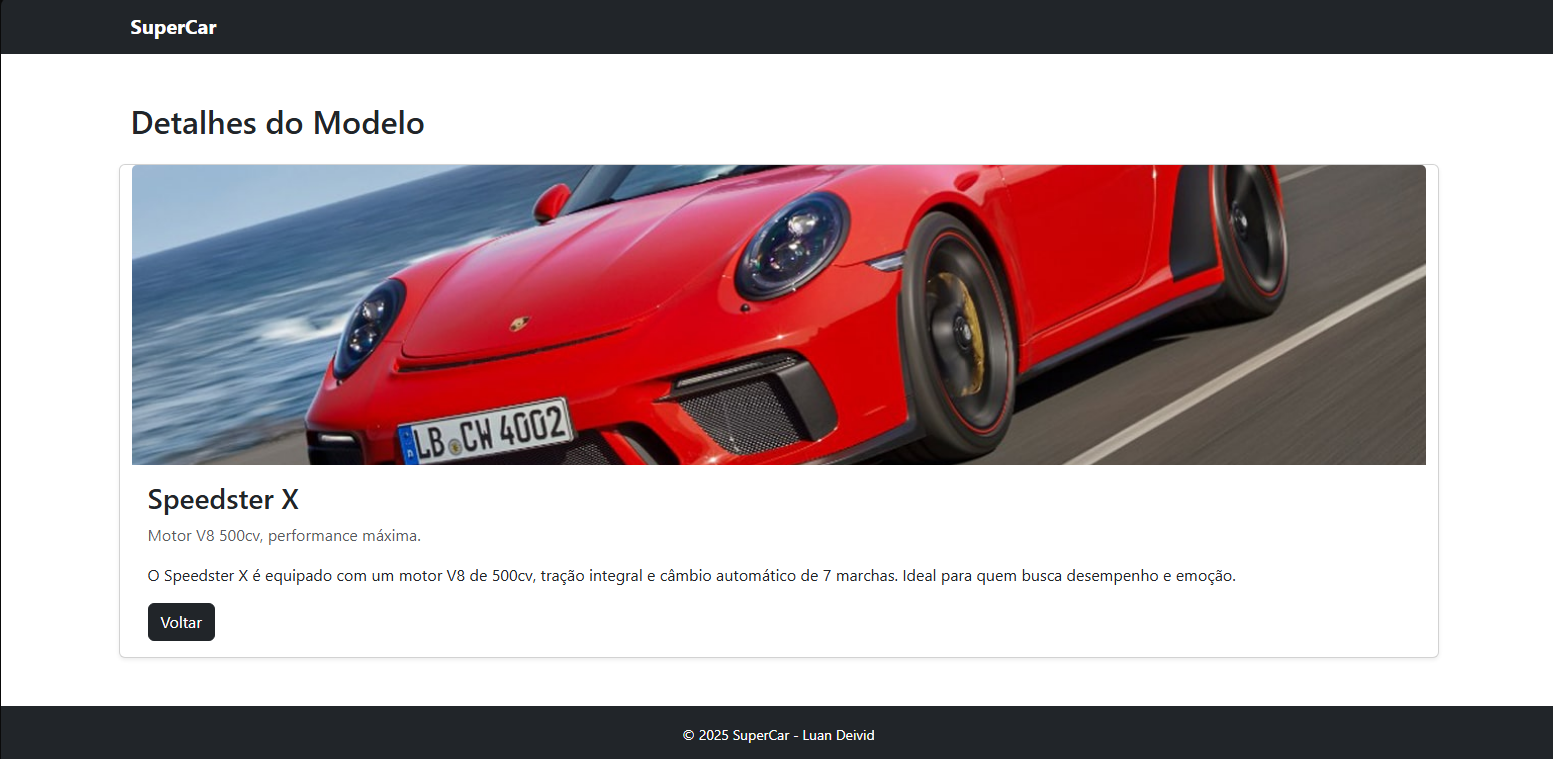 SuperCar
Detalhes do Modelo
LB CW 4002
Speedster X
Motor V8 500cv, performance máxima.
O Speedster X é equipado com um motor V8 de 500cv, tração integral e câmbio automático de 7 marchas. Ideal para quem busca desempenho e emoção.
Voltar
© 2025 SuperCar - Luan Deivid